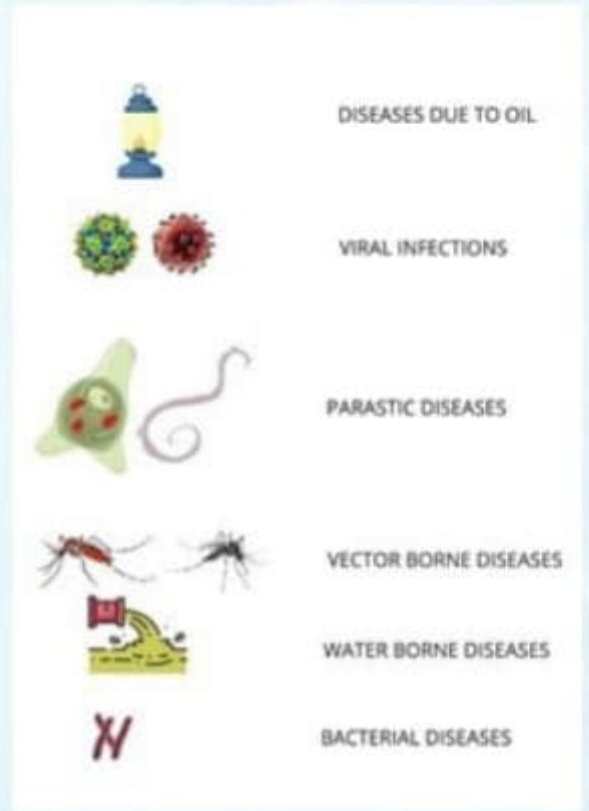 DISEASES DUE TO OIL
VIRAL INFECTIONS
PARASTIC DISEASES
VECTOR BORNE DISEASES
WATER BORNE DISEASES
BACTERIAL DISEASES